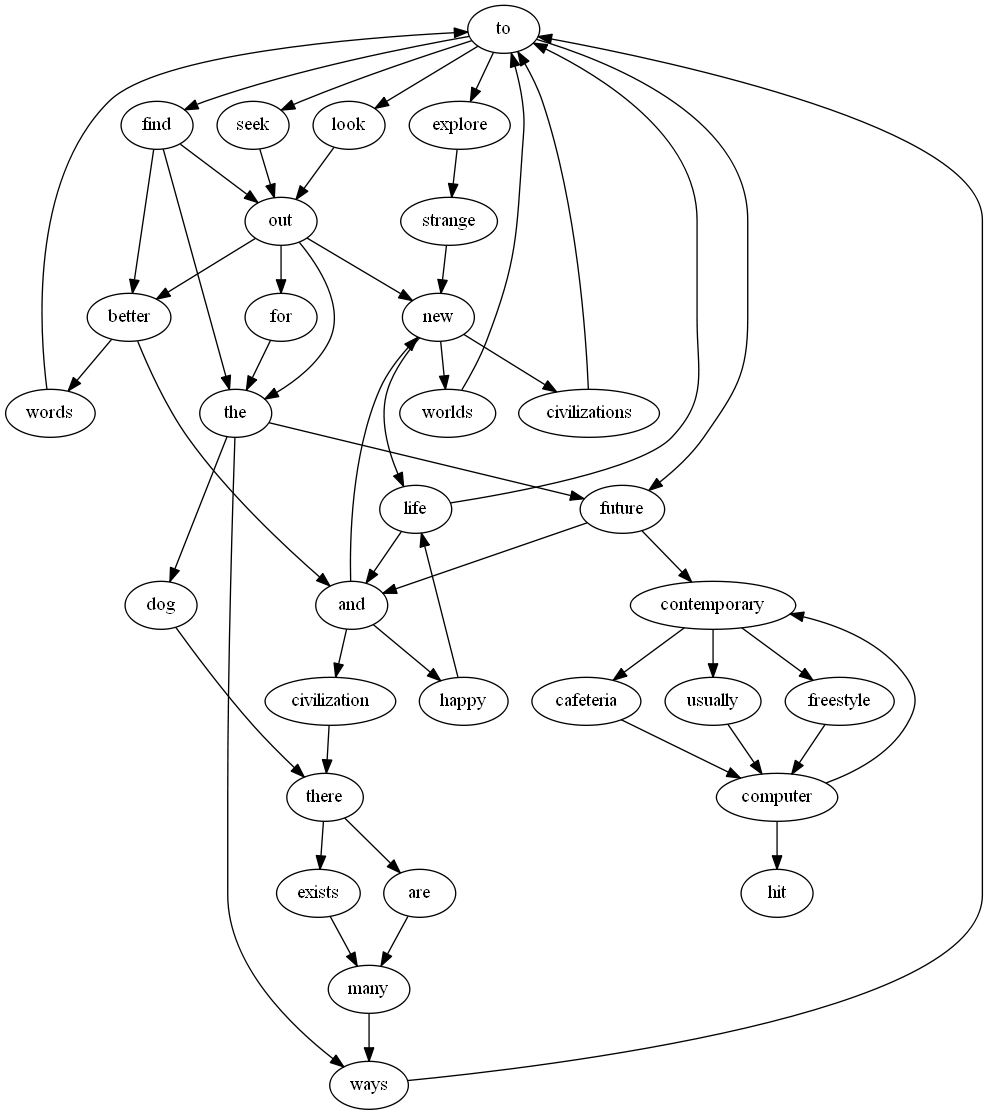 to
find
seek
look
explore
out
strange
better
for
new
words
the
worlds
civilizations
life
future
dog
and
contemporary
civilization
happy
cafeteria
usually
freestyle
there
computer
exists
are
hit
many
ways